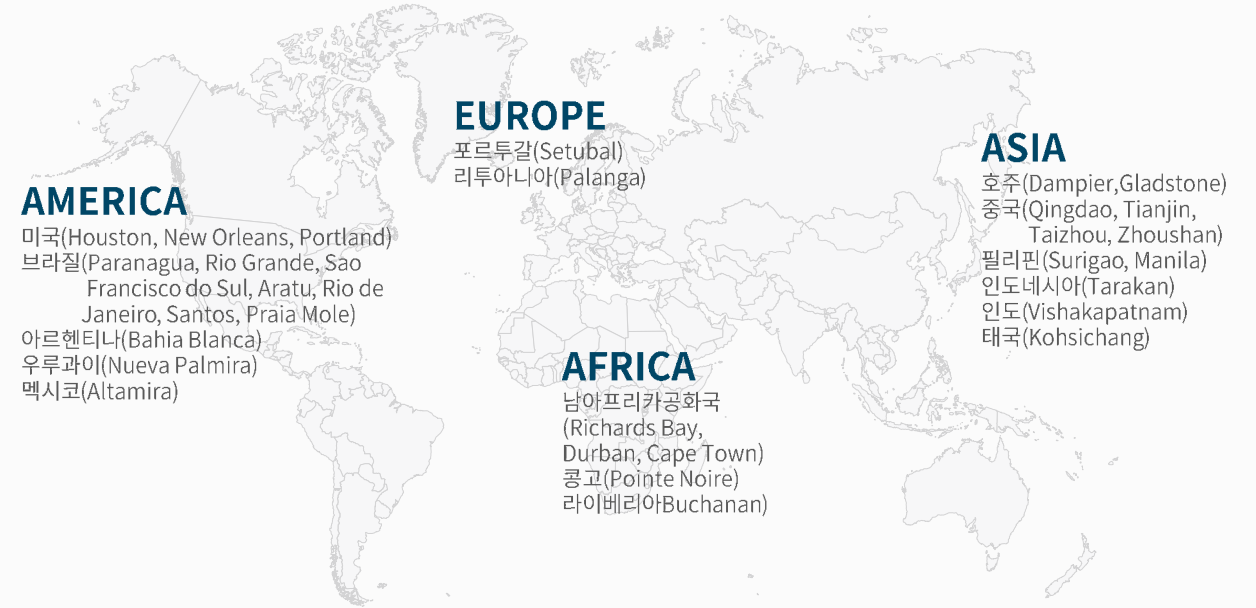 EUROPE
포르투갈(Setubal)
리투아니아(Palanga)
ASIA
호주(Dampier,Gladstone)
중국(Qingdao, Tianjin,
Taizhou, Zhoushan)
필리핀(Surigao, Manila)
인도네시아(Tarakan)
인도(Vishakapatnam)
태국(Kohsichang)
AMERICA
미국(Houston, New Orleans, Portland)
브라질(Paranagua, Rio Grande, Sao
Francisco do Sul, Aratu, Rio de
Janeiro, Santos, Praia Mole)
아르헨티나(Bahia Blanca)
우루과이(Nueva Palmira)
멕시코(Altamira)
AFRICA
남아프리카공화국
(Richards Bay,
Durban, Cape Town)
콩고(Pointe Noire)
라이베리아Buchanan)